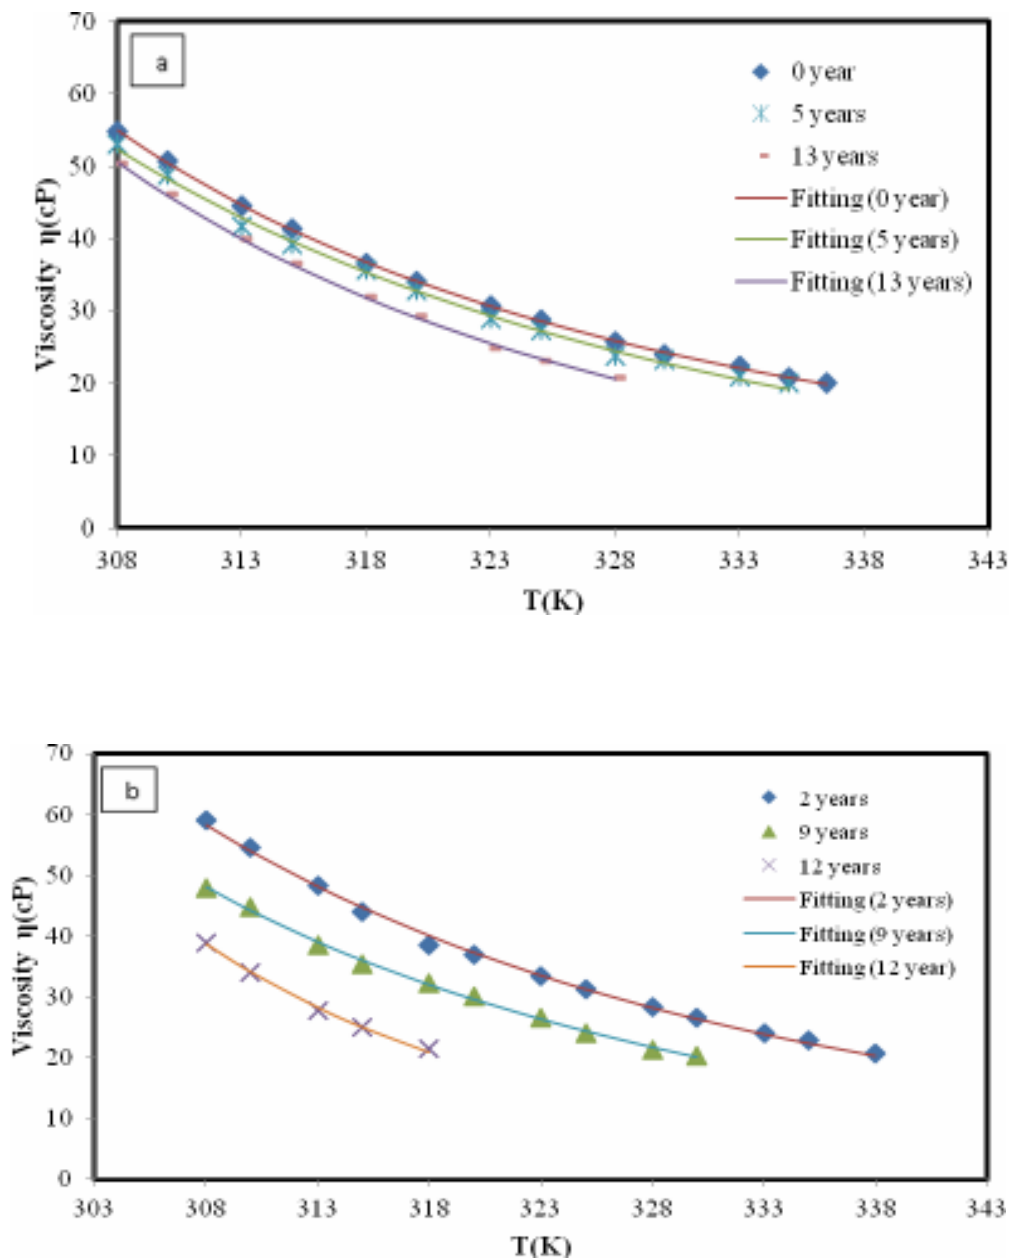 70
a
60
50
40
30
20
10
0
Viscosity η(cP)
0 year
5 years
13 years
Fitting (0 year)
Fitting (5 years)
Fitting (13 years)
308 313 318 323 328 333 338 343
T(K)
70
b
60
50
40
30
20
10
0
Viscosity η(cP)
2 years
9 years
12 years
Fitting (2 years)
Fitting (9 years)
Fitting (12 year)
303 308 313 318 323 328 333 338 343
T(K)